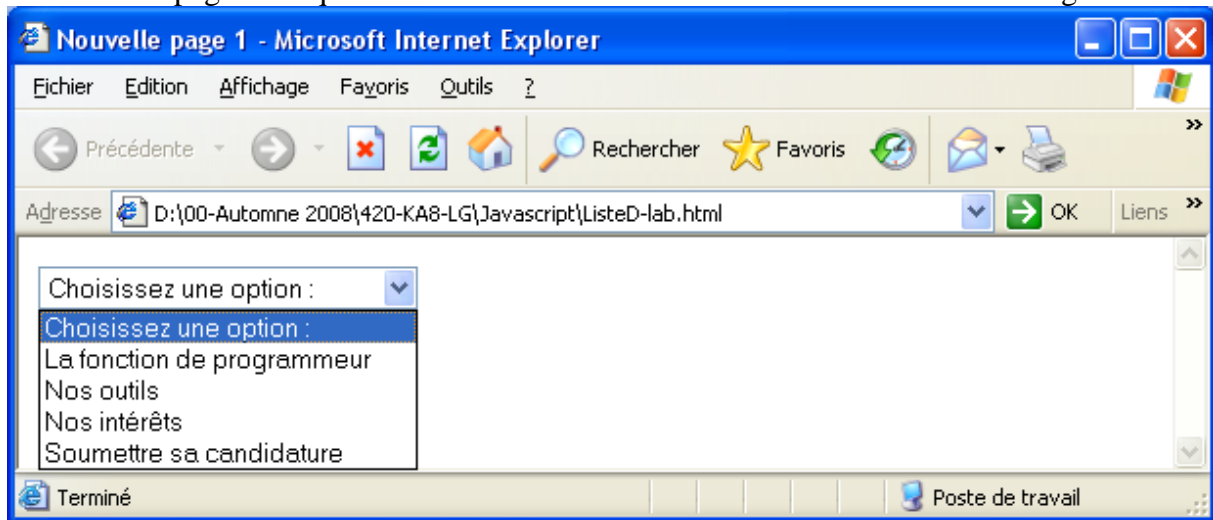 Nouvelle page 1 - Microsoft Internet Explorer
Fichier Edition Affichage Favoris Outils ?
Précédente Rechercher Favoris »
Adresse D:\00-Automne 2008\420-KA8-LG\Javascript\ListeD-lab.html OK Liens »
Choisissez une option :
Choisissez une option :
La fonction de programmeur
Nos outils
Nos intérêts
Soumettre sa candidature
Terminé Poste de travail